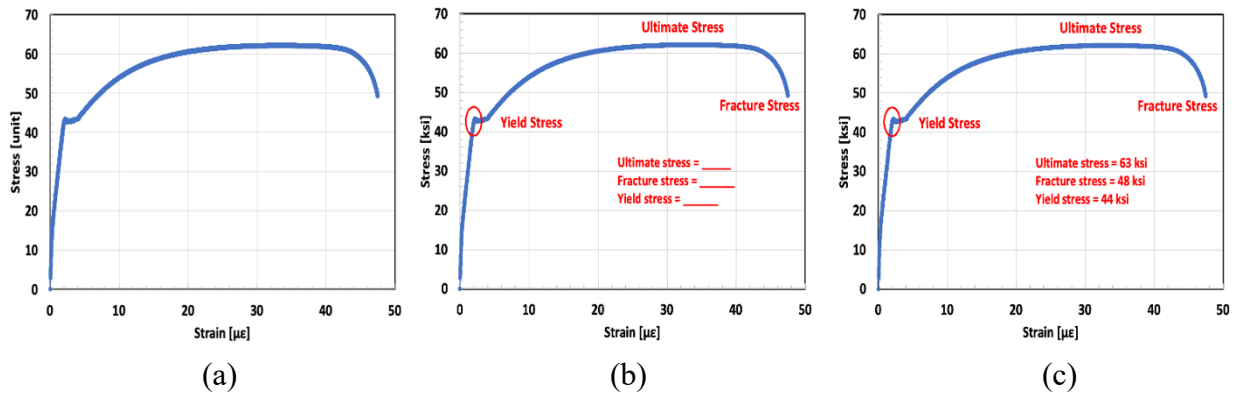 70
60
50
40
30
20
10
0
Stress [unit]
0 10 20 30 40 50
Strain [με]
(a)
70
60
50
40
30
20
10
0
Stress [ksi]
Ultimate Stress
Fracture Stress
Yield Stress
Ultimate stress = _____
Fracture stress = ______
Yield stress = ______
0 10 20 30 40 50
Strain [με]
(b)
70
60
50
40
30
20
10
0
Stress [ksi]
Ultimate Stress
Fracture Stress
Yield Stress
Ultimate stress = 63 ksi
Fracture stress = 48 ksi
Yield stress = 44 ksi
0 10 20 30 40 50
Strain [με]
(c)